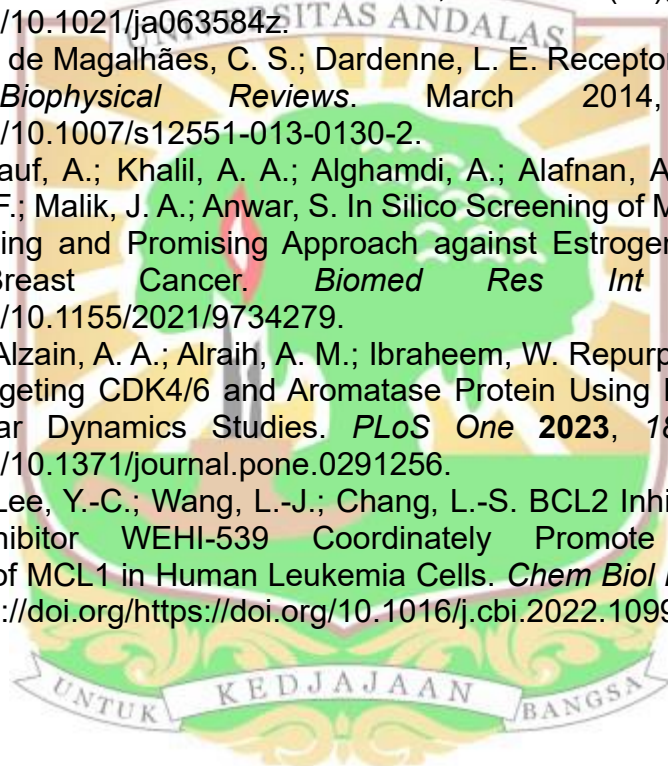 /10.1021/ja063584z.
UNIVERSITAS ANDALAS
de Magalhães, C. S.; Dardenne, L. E. Receptor
Biophysical Reviews. March 2014,
/10.1007/s12551-013-0130-2.
auf, A.; Khalil, A. A.; Alghamdi, A.; Alafnan, A
F.; Malik, J. A.; Anwar, S. In Silico Screening of M
ing and Promising Approach against Estrogen
Breast Cancer. Biomed Res Int
/10.1155/2021/9734279.
Alzain, A. A.; Alraih, A. M.; Ibraheem, W. Repurp
geting CDK4/6 and Aromatase Protein Using
ar Dynamics Studies. PLoS One 2023, 18
/10.1371/journal.pone.0291256.
Lee, Y.-C.; Wang, L.-J.; Chang, L.-S. BCL2 Inhi
hibitor WEHI-539 Coordinately Promote
of MCL1 in Human Leukemia Cells. Chem Biol
://doi.org/https://doi.org/10.1016/j.cbi.2022.1099
UNTUK KEDJAJAAN BANGSA